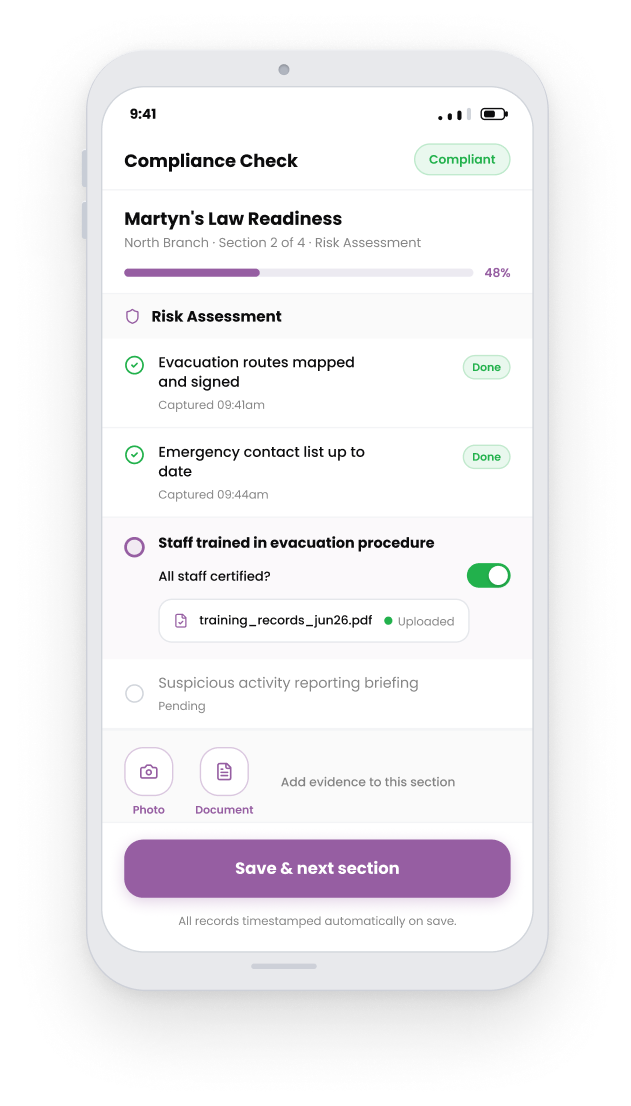 9:41
Compliance Check
Compliant
Martyn's Law Readiness
North Branch · Section 2 of 4 · Risk Assessment
48%
Risk Assessment
Evacuation routes mapped
and signed
Done
Captured 09:41am
Emergency contact list up to
date
Done
Captured 09:44am
Staff trained in evacuation procedure
All staff certified?
training_records_jun26.pdf
Uploaded
Suspicious activity reporting briefing
Pending
Photo
Document
Add evidence to this section
Save & next section
All records timestamped automatically on save.